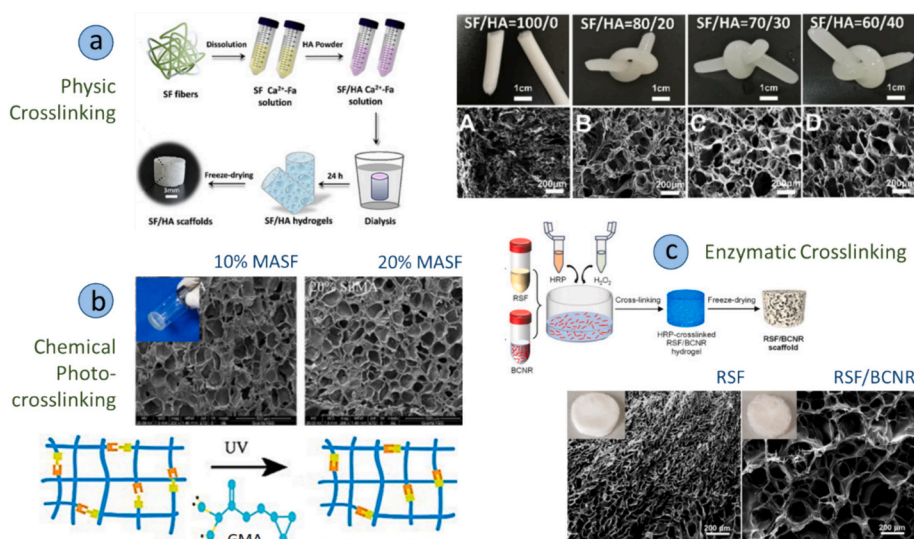 a
Physic
Crosslinking
SF fibers
Dissolution
SF Ca²⁺-Fa
solution
HA Powder
SF/HA Ca²⁺-Fa
solution
Dialysis
24 h
SF/HA hydrogels
Freeze-drying
3mm
SF/HA scaffolds
SF/HA=100/0
SF/HA=80/20
SF/HA=70/30
SF/HA=60/40
1cm
1cm
1cm
1cm
A
B
C
D
200μm
200μm
200μm
200μm
b
Chemical
Photo-
crosslinking
10% MASF
20% MASF
UV
GMA
c
Enzymatic Crosslinking
HRP
H₂O₂
RSF
BCNR
Cross-linking
HRP-crosslinked
RSF/BCNR
hydrogel
Freeze-drying
RSF/BCNR
scaffold
RSF
RSF/BCNR
200 μm
200 μm